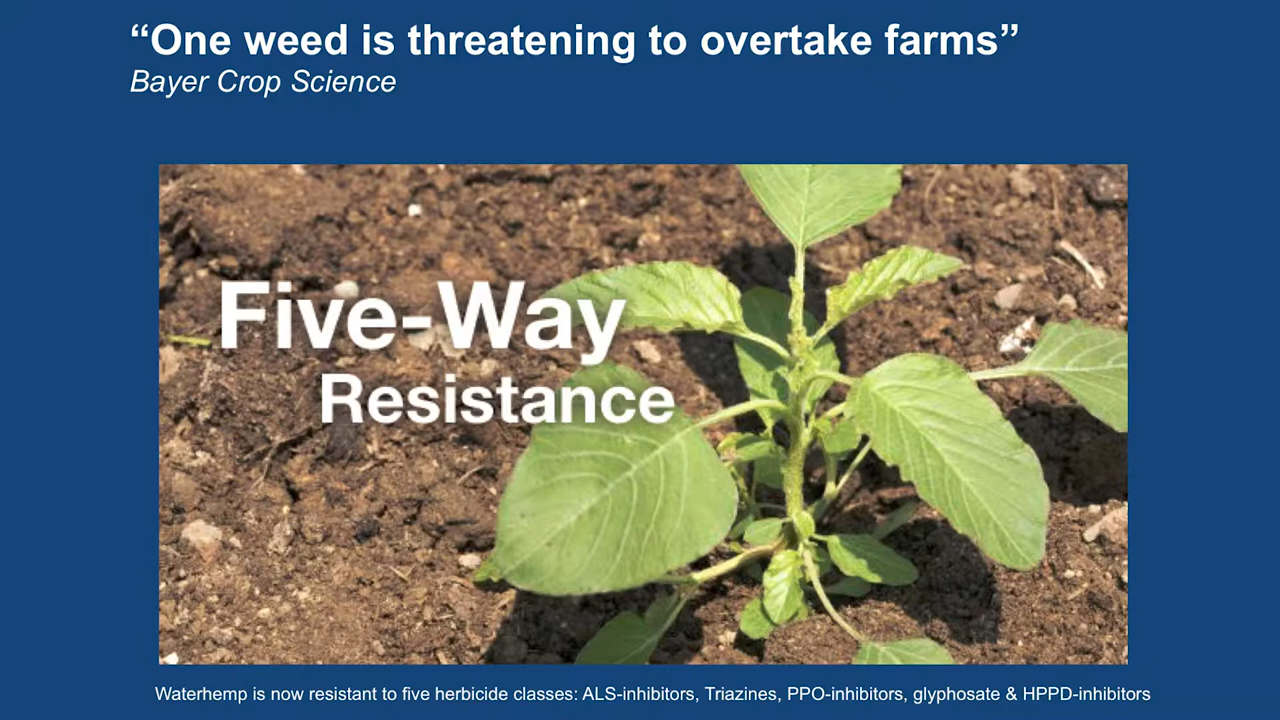 “One weed is threatening to overtake farms”
Bayer Crop Science
Five-Way
Resistance
Waterhemp is now resistant to five herbicide classes: ALS-inhibitors, Triazines, PPO-inhibitors, glyphosate & HPPD-inhibitors